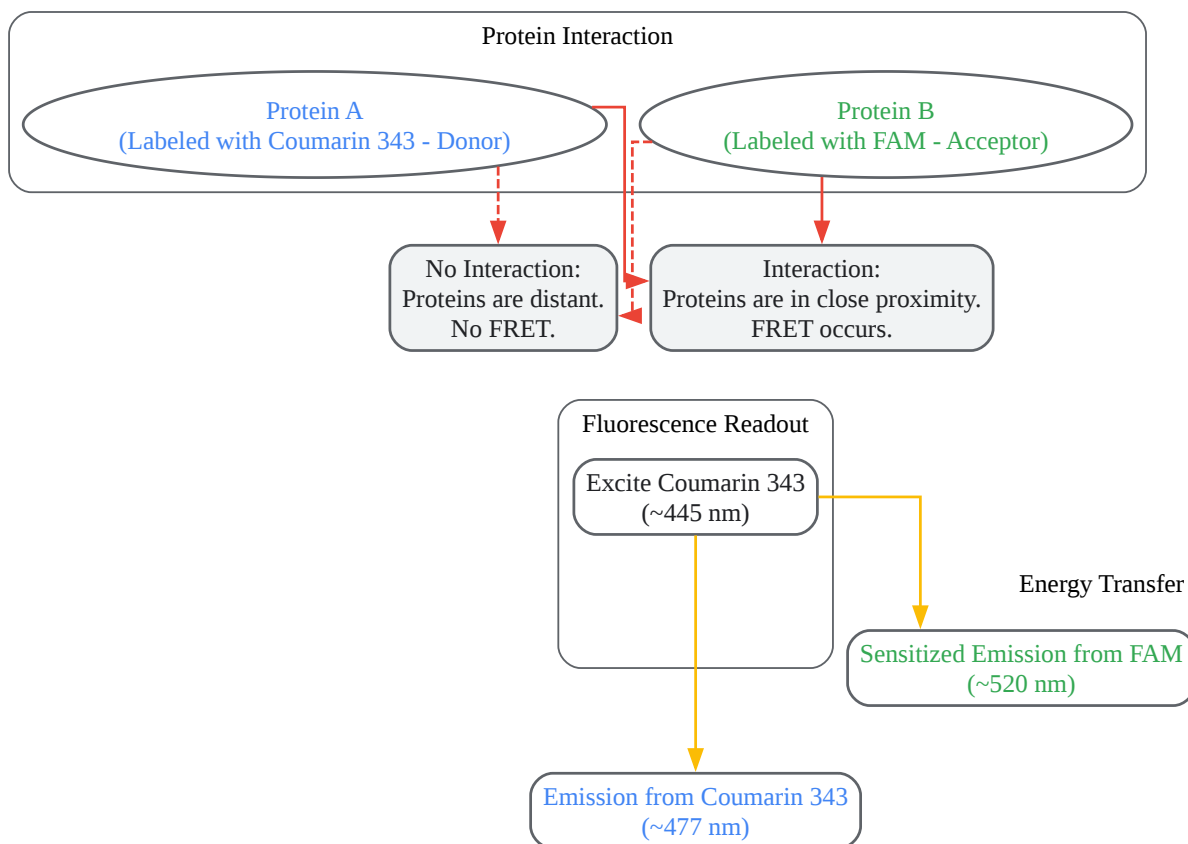 Protein Interaction
Protein A
(Labeled with Coumarin 343 - Donor)
Protein B
(Labeled with FAM - Acceptor)
No Interaction:
Proteins are distant.
No FRET.
Interaction:
Proteins are in close proximity.
FRET occurs.
Fluorescence Readout
Excite Coumarin 343
(~445 nm)
Energy Transfer
Sensitized Emission from FAM
(~520 nm)
Emission from Coumarin 343
(~477 nm)